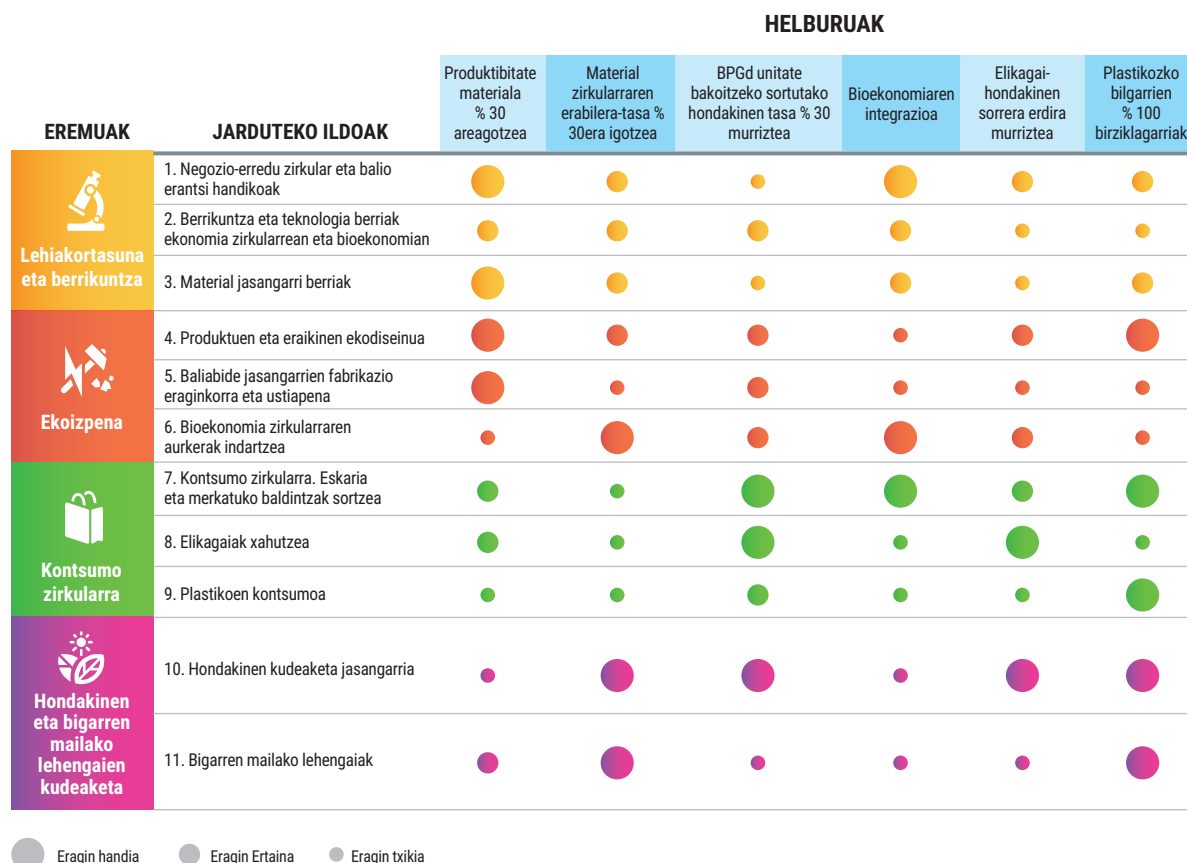 HELBURUAK
EREMUAK
JARDUTEKO ILDOAK
Produktibitate
materiala
% 30
areagotzea
Material
zirkularraren
erabilera-tasa %
30era igotzea
BPGd unitate
bakoitzeko sortutako
hondakinen tasa % 30
murriztea
Bioekonomiaren
integrazioa
Elikagai-
hondakinen
sorrera erdira
murriztea
Plastikozko
bilgarrien
% 100
birziklagarriak
Lehiakortasuna
eta berrikuntza
1. Negozio-erredu zirkular eta balio
erantsi handikoak
2. Berrikuntza eta teknologia berriak
ekonomia zirkularrean eta bioekonomian
3. Material jasangarri berriak
Ekoizpena
4. Produktuen eta eraikinen ekodiseinua
5. Baliabide jasangarrien fabrikazio
eraginkorra eta ustiapena
6. Bioekonomia zirkularraren
aurkerak indartzea
Kontsumo
zirkularra
7. Kontsumo zirkularra. Eskaria
eta merkatuko baldintzak sortzea
8. Elikagaiak xahutzea
9. Plastikoen kontsumoa
Hondakinen
eta bigarren
mailako
lehengaien
kudeaketa
10. Hondakinen kudeaketa jasangarria
11. Bigarren mailako lehengaiak
Eragin handia
Eragin Ertaina
Eragin txikia